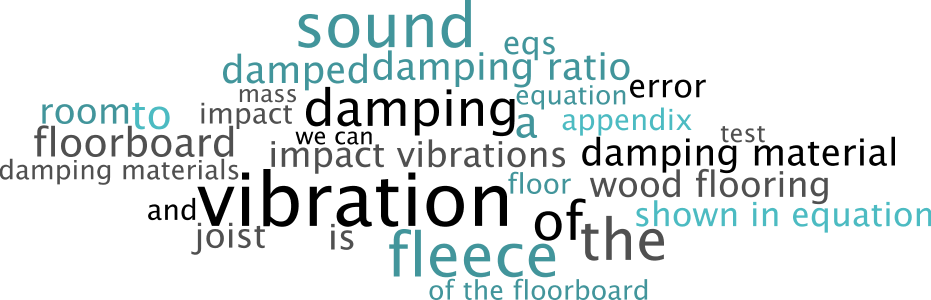 sound
eqs
damped damping ratio
mass
equation
error
room to
impact
damping
a
appendix
test
floorboard
we can
impact vibrations
damping material
damping materials
vibration
floor
wood flooring
and
of
shown in equation
joist
is
fleece
the
of the floorboard